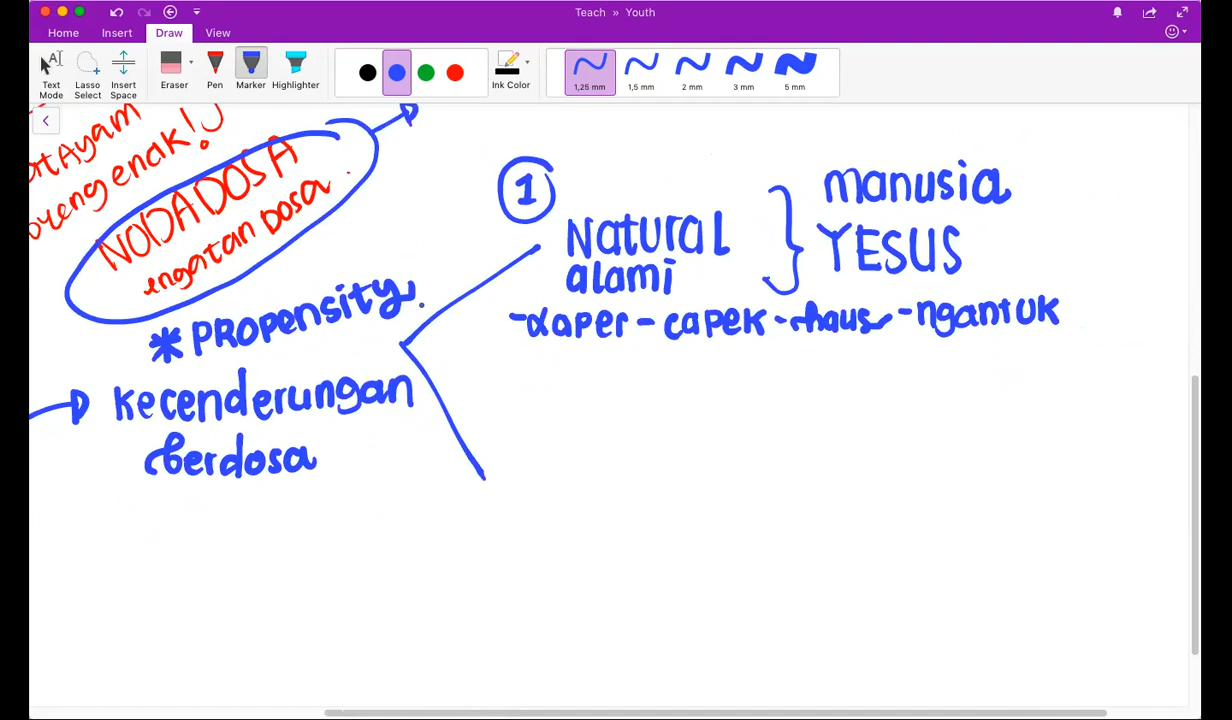 Teach » Youth
Home Insert Draw View
Text Mode
Lasso Select
Insert Space
Eraser
Pen
Marker
Highlighter
Ink Color
1,25 mm
1,5 mm
2 mm
3 mm
5 mm
Ayam
enak!
NODA DOSA
engatan Dosa
* Propensity
Kecenderungan
berdosa
1
Natural
alami
manusia
YESUS
- Laper - capek - haus - ngantuk